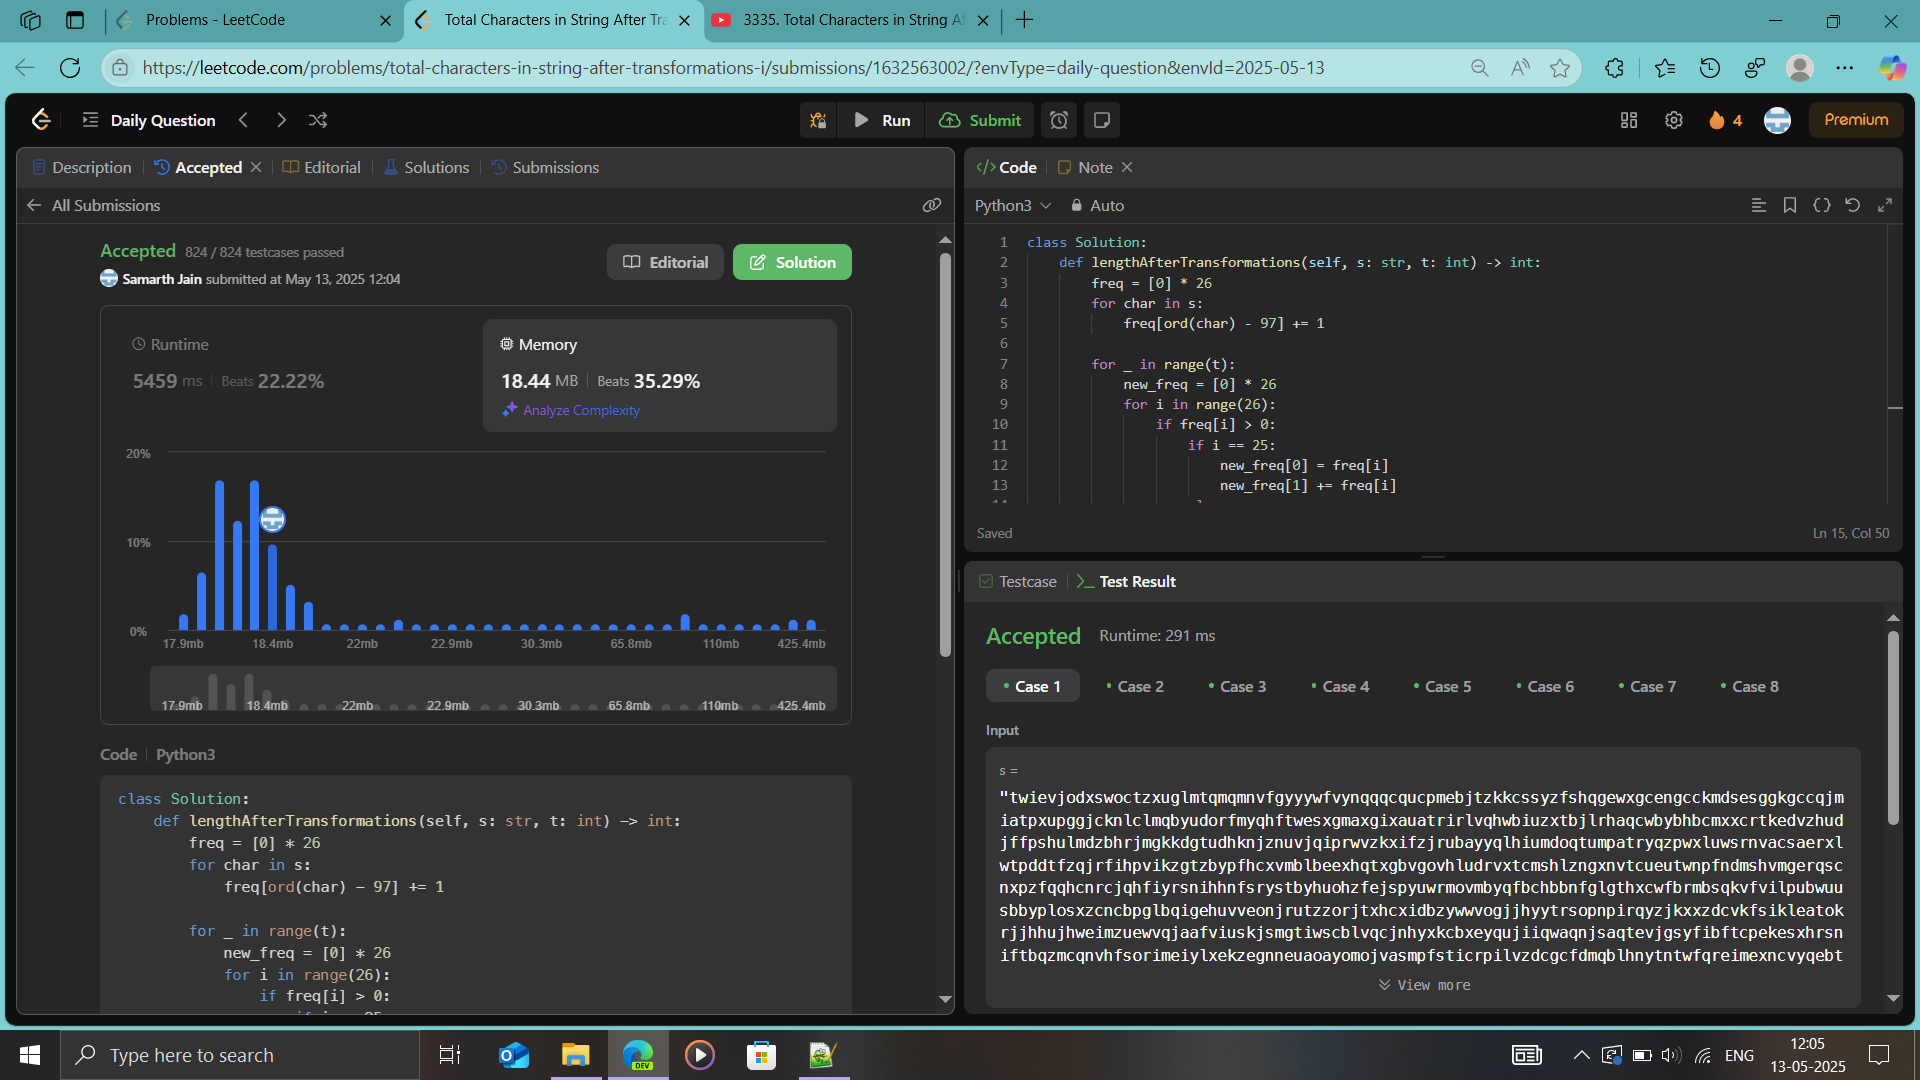 Problems - LeetCode
Total Characters in String After Tra
3335. Total Characters in String Af
https://leetcode.com/problems/total-characters-in-string-after-transformations-i/submissions/1632563002/?envType=daily-question&envId=2025-05-13
Daily Question
Run
Submit
4
Premium
Description
Accepted
Editorial
Solutions
Submissions
All Submissions
Accepted 824 / 824 testcases passed
Samarth Jain submitted at May 13, 2025 12:04
Editorial
Solution
Runtime
5459 ms Beats 22.22%
Memory
18.44 MB Beats 35.29%
Analyze Complexity
20%
10%
0%
17.9mb 18.4mb 22mb 22.9mb 30.3mb 65.8mb 110mb 425.4mb
17.9mb 18.4mb 22mb 22.9mb 30.3mb 65.8mb 110mb 425.4mb
Code Python3
class Solution:
def lengthAfterTransformations(self, s: str, t: int) -> int:
freq = [0] * 26
for char in s:
freq[ord(char) - 97] += 1
for _ in range(t):
new_freq = [0] * 26
for i in range(26):
if freq[i] > 0:
</> Code
Note
Python3
Auto
1 class Solution:
2 def lengthAfterTransformations(self, s: str, t: int) -> int:
3 freq = [0] * 26
4 for char in s:
5 freq[ord(char) - 97] += 1
6
7 for _ in range(t):
8 new_freq = [0] * 26
9 for i in range(26):
10 if freq[i] > 0:
11 if i == 25:
12 new_freq[0] = freq[i]
13 new_freq[1] += freq[i]
Saved
Ln 15, Col 50
Testcase
Test Result
Accepted Runtime: 291 ms
Case 1 Case 2 Case 3 Case 4 Case 5 Case 6 Case 7 Case 8
Input
s =
"twievjodxswoctzxuglmtqmqmnvfgyyywfvynqqqcqucpmebjtzkkcssyzfshqgewxgcengcckmdsesggkgccqjm
iatpxupggjcknlclmqbyudorfmyqhftwesxgmaxgixauatrirlvqhwbiuzxtbjlrhaqcwbybhbcmxxcrtkedvzhud
jffpshulmdzbhrjmgkkdgtudhknjznuvjqiprwvzkxifzjrubayyqlhiumdoqtumpatryqzpwxluwsrnvacsaerxl
wtpddtfzqjrfihpvikzgtzbypfhcxvmblbeexhqtxgbvgovhludrvxtcmshlzngxnvtcueutwnpfndmshvmgerqsc
nxpzfqqhcnrcjqhfiyrsnihhnfsrystbyhuohzfejspyuwrmovmbyqfbchbbnfglgthxcwfbrmbsqkvfvilpubwuu
sbbyplosxzcncbpglbqigehuvveonjrutzzorjtxhcxidbzywwvogjjhyytrsopnpirqyzjkxxzdcvkfsikleatok
rjjhhujhweimzuewvqjaafviuskjsmgtiwscblvqcjnhyxkcbxeyqujiiqwaqnjsaqtevjgsyfibftcpekesxhrsn
iftbqzmcqnvhfsorimeiylxekzegnneuaoayomojvasmpfsticrpilvzdcgcfdmqblhnytntwfqreimexncvyqebt
View more
Type here to search
DEV
ENG
12:05
13-05-2025